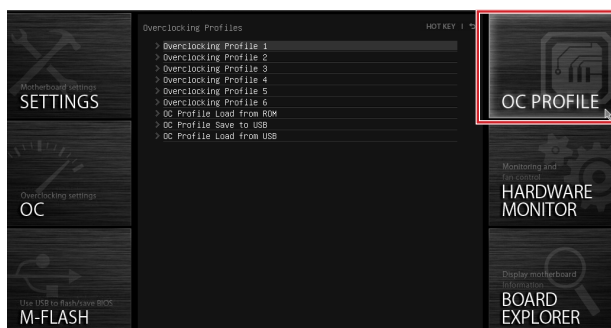 Overclocking Profiles
HOT KEY |
Overclocking Profile 1
Overclocking Profile 2
Overclocking Profile 3
Overclocking Profile 4
Overclocking Profile 5
Overclocking Profile 6
OC Profile Load from ROM
OC Profile Save to USB
OC Profile Load from USB
Motherboard settings
SETTINGS
Overclocking settings
OC
Use USB to flash/save BIOS
M-FLASH
OC PROFILE
Monitoring and
fan control
HARDWARE
MONITOR
Display motherboard
Information
BOARD
EXPLORER